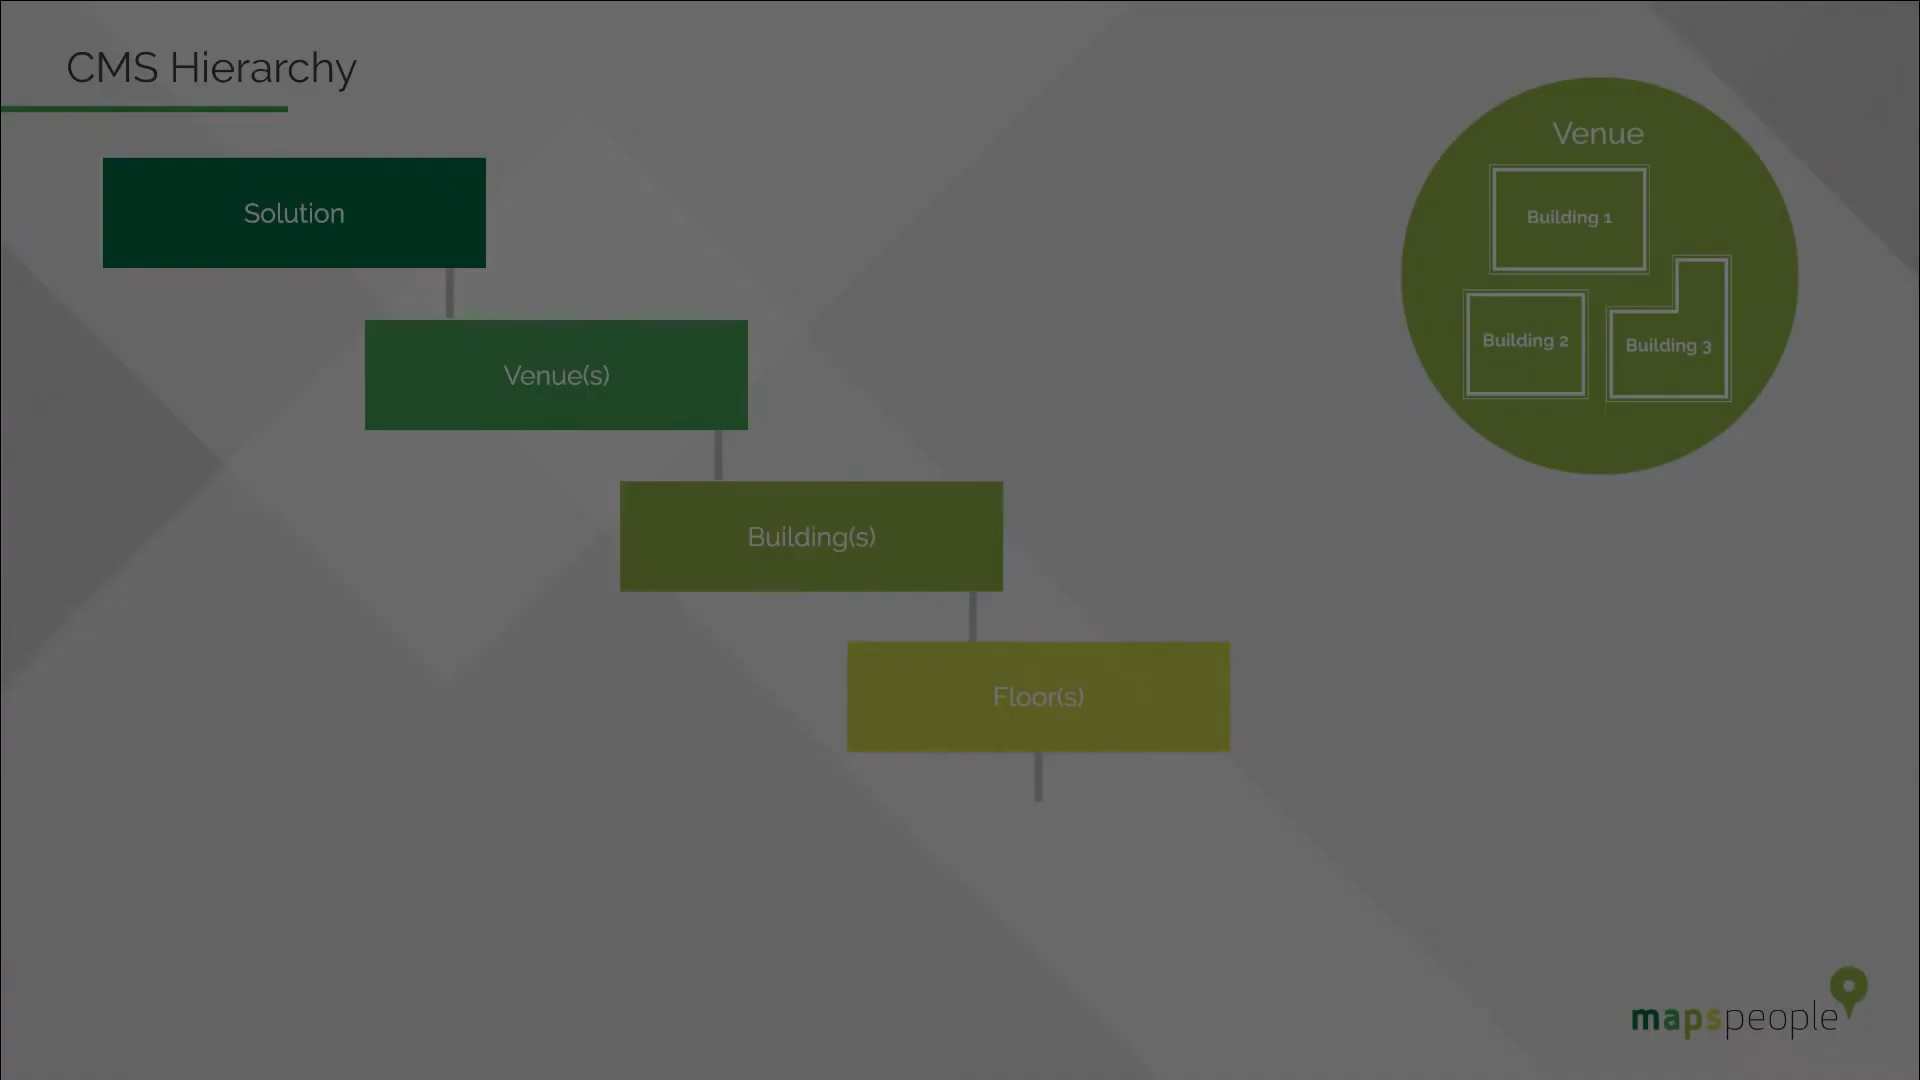 CMS Hierarchy
Solution
Venue(s)
Building(s)
Floor(s)
Venue
Building 1
Building 2
Building 3
mapspeople